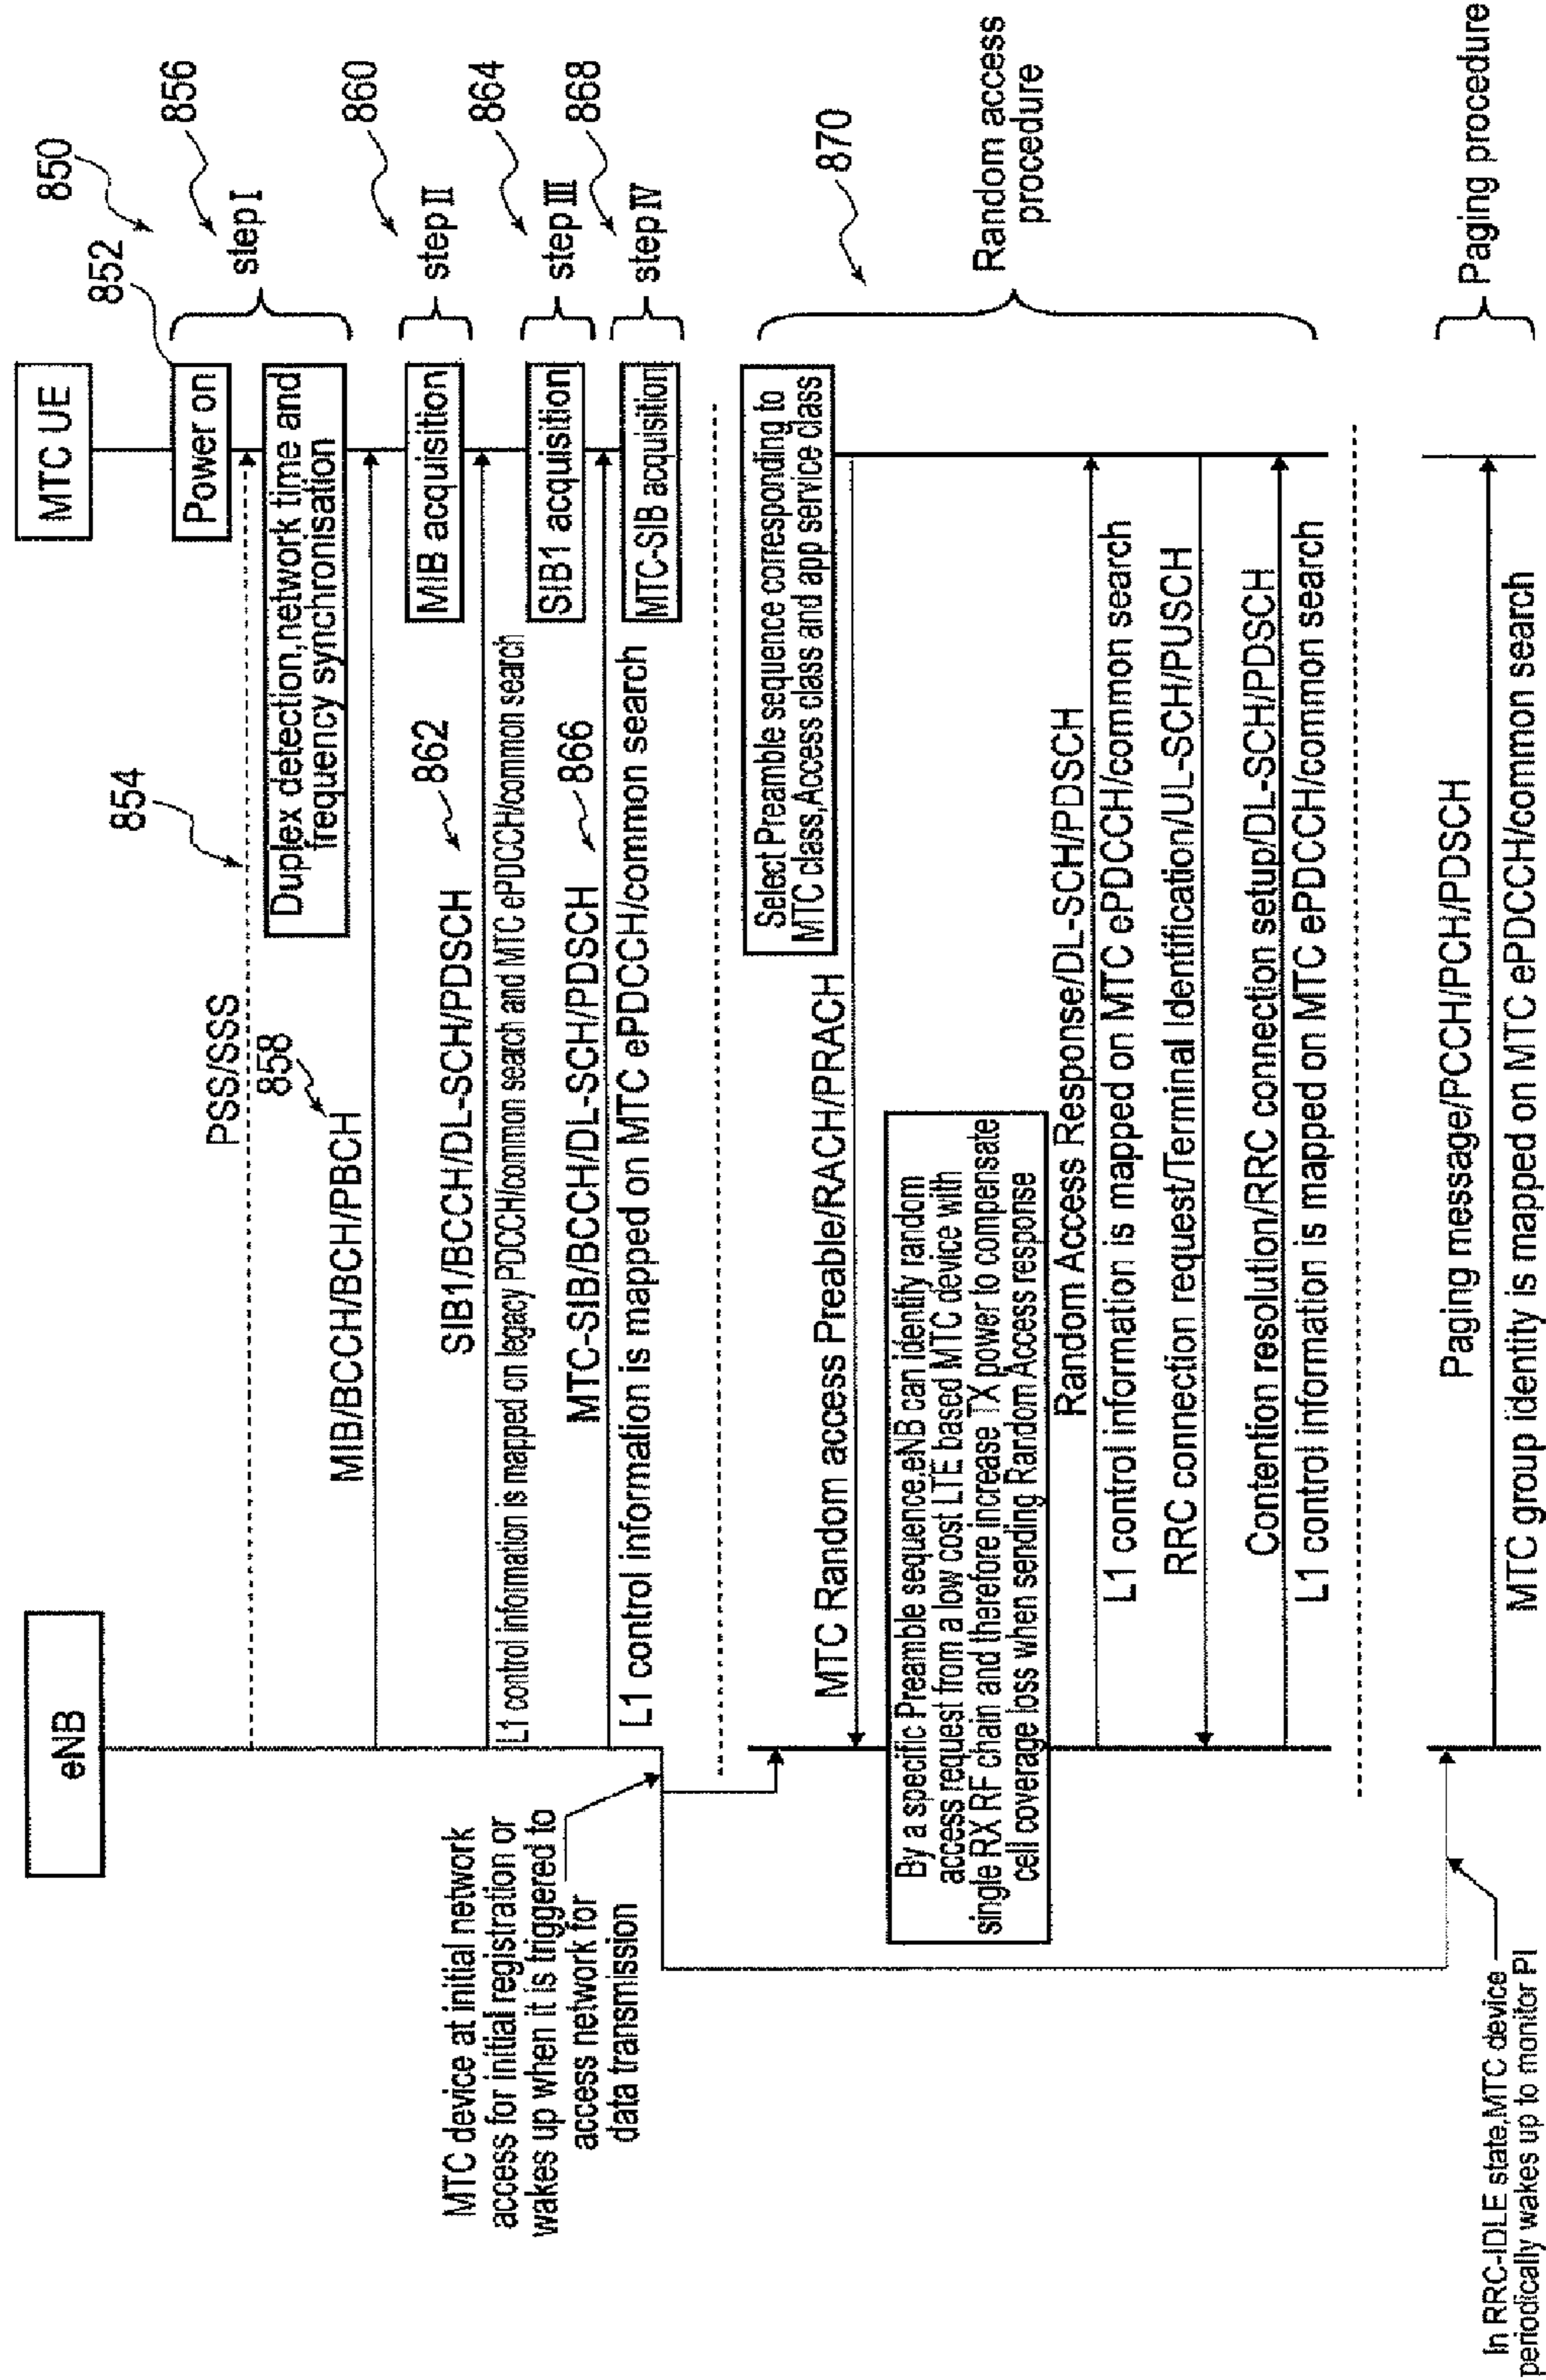 eNB
MTC UE
850
852
Power on
step I
856
PSS/SSS
854
Duplex detection,network time and
frequency synchronisation
858
MIB/BCCH/BCH/PBCH
MIB acquisition
step II
860
SIB1/BCCH/DL-SCH/PDSCH
862
L1 control information is mapped on legacy PDCCH/common search and MTC ePDCCH/common search
SIB1 acquisition
step III
864
MTC-SIB/BCCH/DL-SCH/PDSCH
866
L1 control information is mapped on MTC ePDCCH/common search
MTC-SIB acquisition
step IV
868
MTC device at initial network
access for initial registration or
wakes up when it is triggered to
access network for
data transmission
Select Preamble sequence corresponding to
MTC class,Access class and app service class
870
MTC Random access Preable/RACH/PRACH
By a specific Preamble sequence,eNB can identify random
access request from a low cost LTE based MTC device with
single RX RF chain and therefore increase TX power to compensate
cell coverage loss when sending Random Access response
Random access
procedure
Random Access Response/DL-SCH/PDSCH
L1 control information is mapped on MTC ePDCCH/common search
RRC connection request/Terminal Identification/UL-SCH/PUSCH
Contention resolution/RRC connection setup/DL-SCH/PDSCH
L1 control information is mapped on MTC ePDCCH/common search
Paging message/PCCH/PCH/PDSCH
MTC group identity is mapped on MTC ePDCCH/common search
Paging procedure
In RRC-IDLE state,MTC device
periodically wakes up to monitor PI